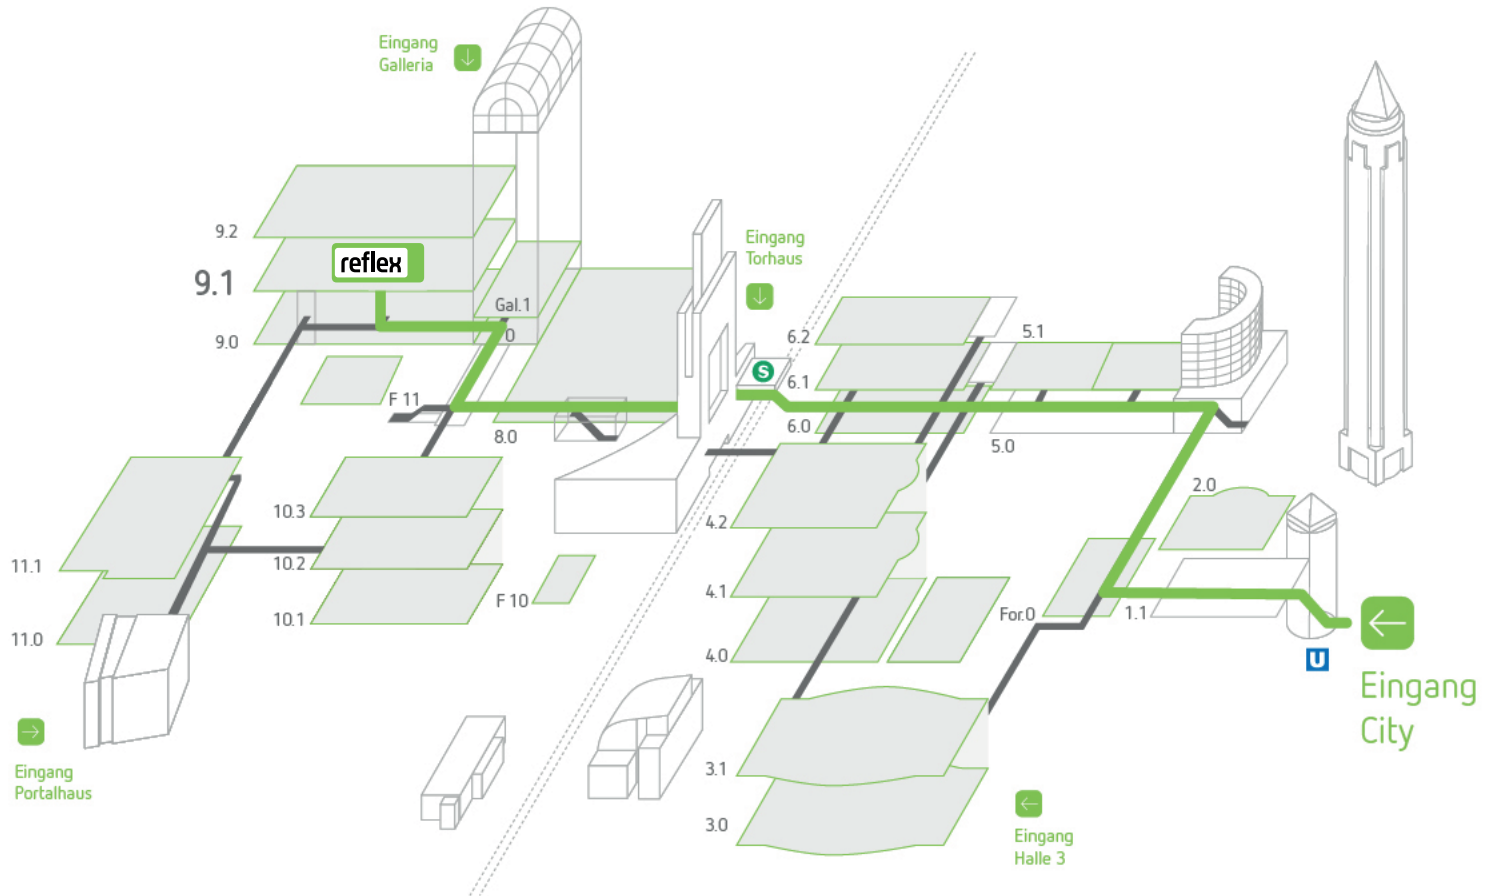 Eingang
Galleria
9.2
reflex
9.1
9.0
Gal.1
0
Eingang
Torhaus
S
6.2
6.1
6.0
5.1
5.0
F 11
8.0
10.3
10.2
10.1
F 10
11.1
11.0
4.2
4.1
4.0
2.0
For.0
1.1
U
Eingang
City
Eingang
Portalhaus
3.1
3.0
Eingang
Halle 3